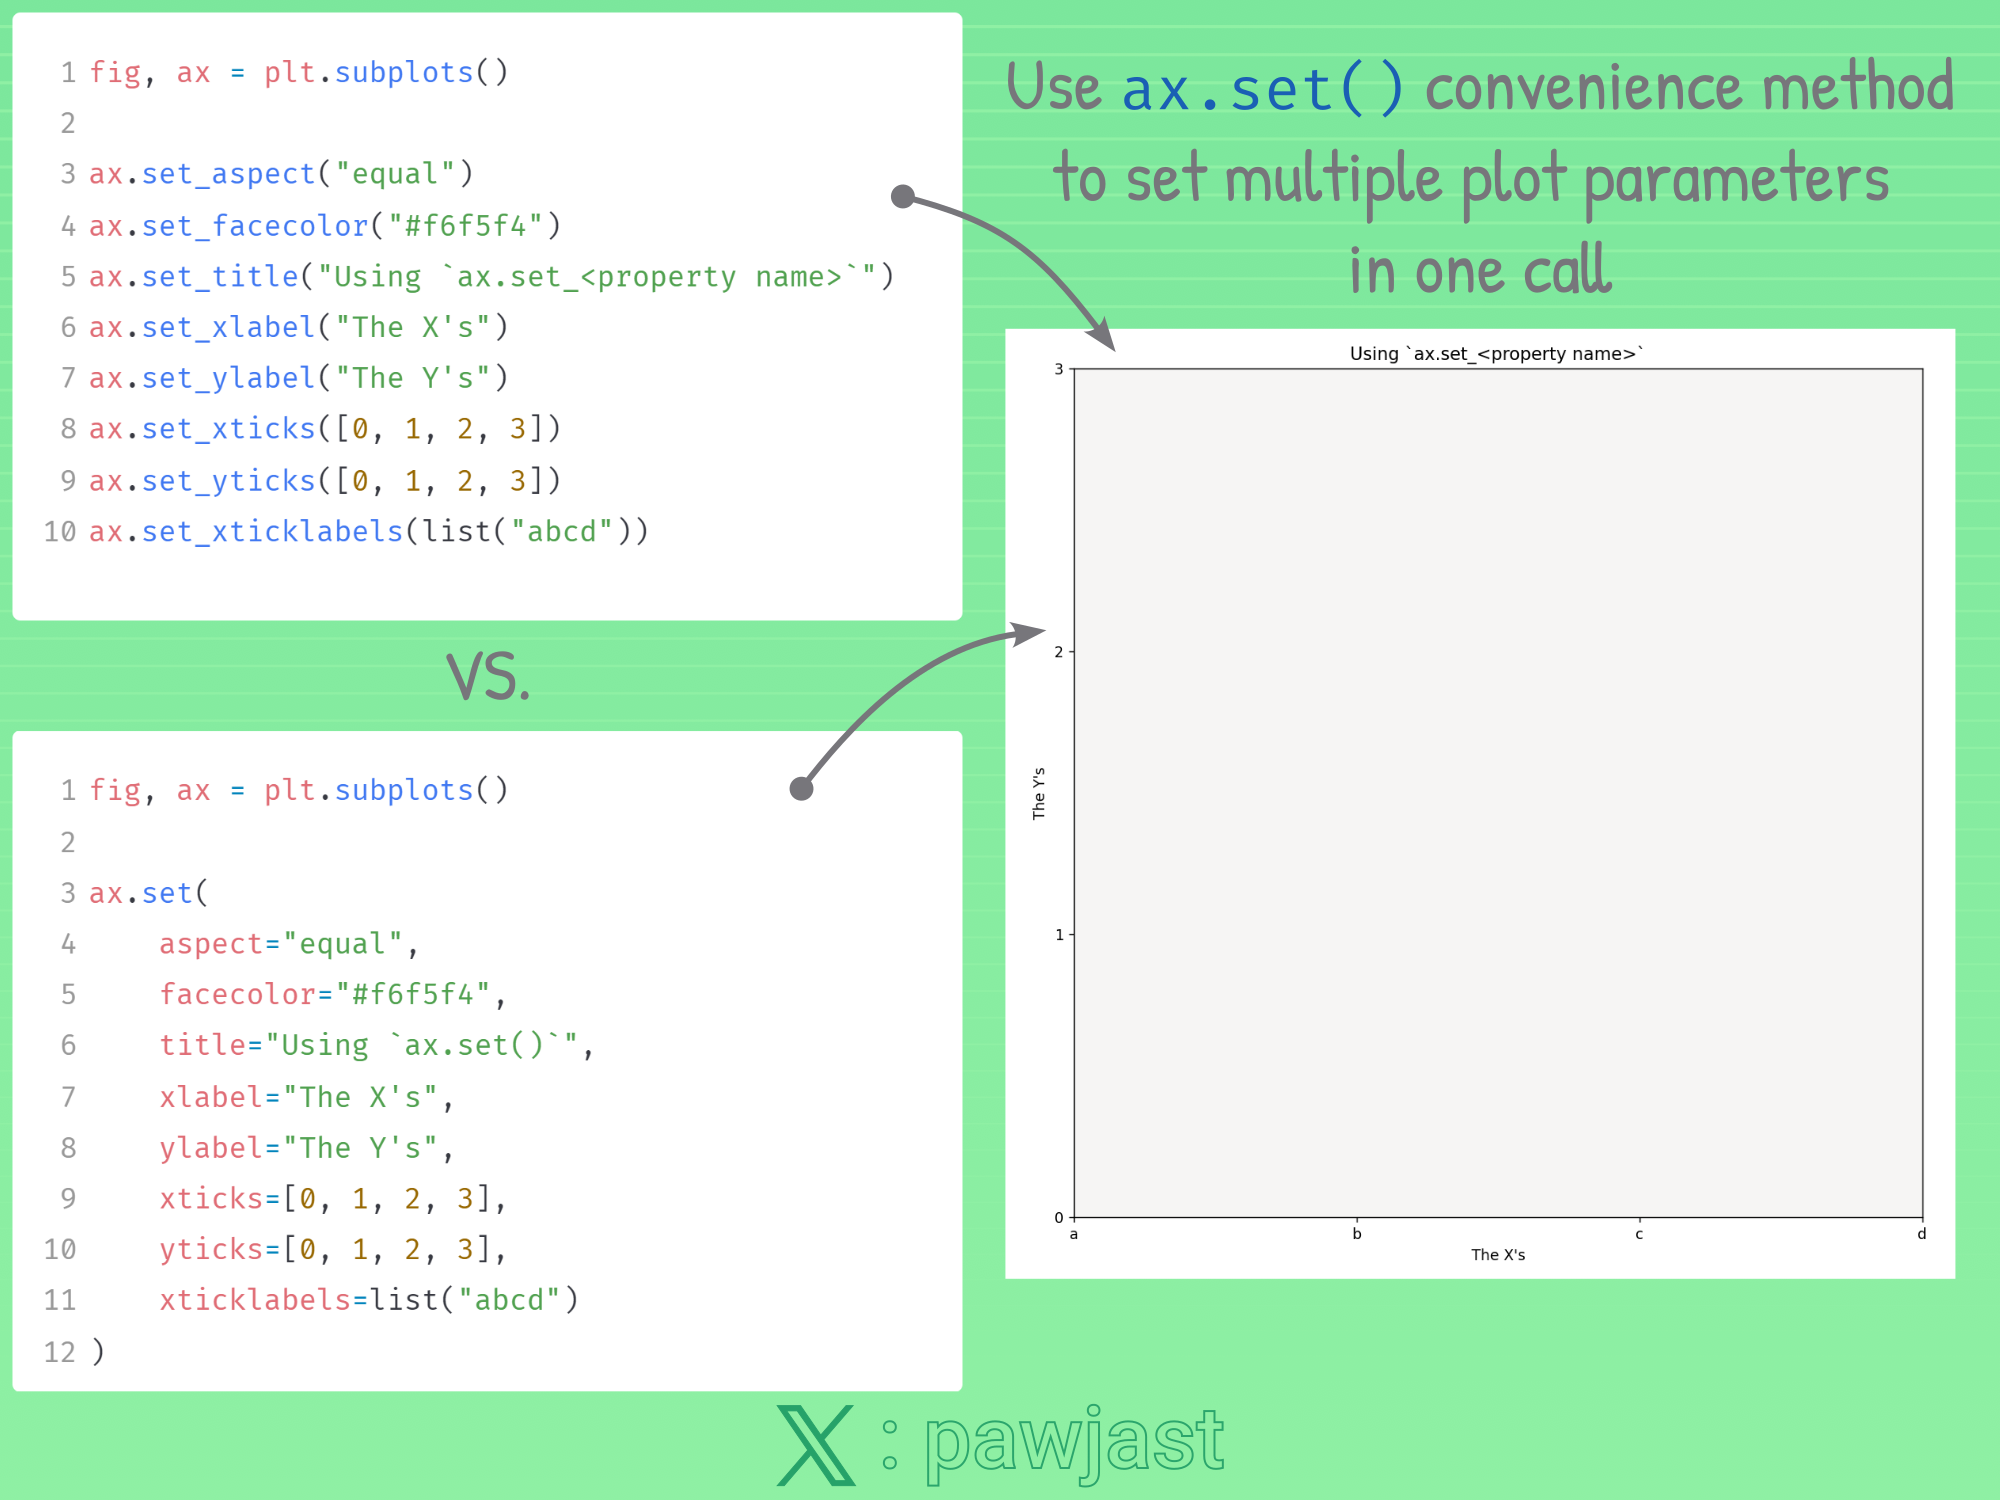 1 fig, ax = plt.subplots()
2
3 ax.set_aspect("equal")
4 ax.set_facecolor("#f6f5f4")
5 ax.set_title("Using `ax.set_<property name>`")
6 ax.set_xlabel("The X's")
7 ax.set_ylabel("The Y's")
8 ax.set_xticks([0, 1, 2, 3])
9 ax.set_yticks([0, 1, 2, 3])
10 ax.set_xticklabels(list("abcd"))
VS.
1 fig, ax = plt.subplots()
2
3 ax.set(
4     aspect="equal",
5     facecolor="#f6f5f4",
6     title="Using `ax.set()`",
7     xlabel="The X's",
8     ylabel="The Y's",
9     xticks=[0, 1, 2, 3],
10     yticks=[0, 1, 2, 3],
11     xticklabels=list("abcd")
12 )
Use ax.set() convenience method
to set multiple plot parameters
in one call
Using `ax.set_<property name>`
3
2
The Y's
1
0
a b c d
The X's
X : pawjast